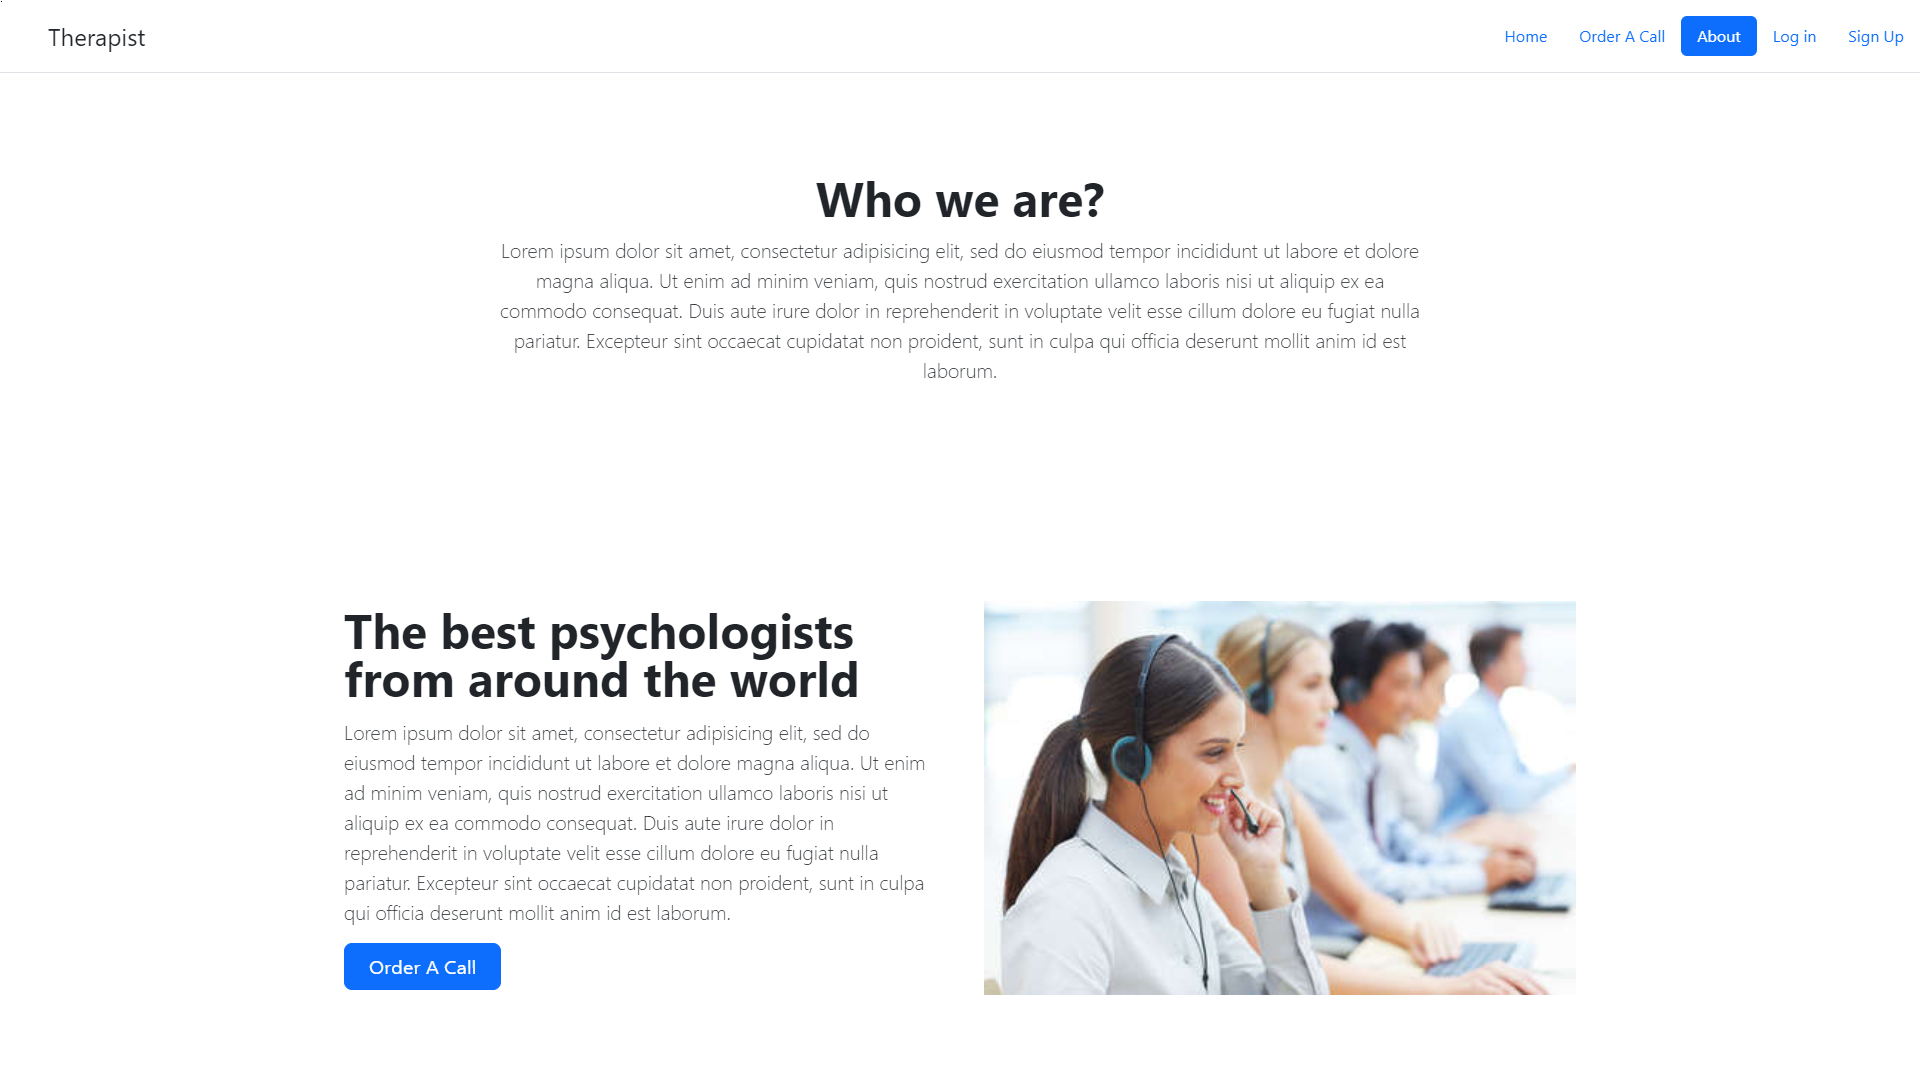 Therapist
Home Order A Call About Log in Sign Up
Who we are?
Lorem ipsum dolor sit amet, consectetur adipisicing elit, sed do eiusmod tempor incididunt ut labore et dolore
magna aliqua. Ut enim ad minim veniam, quis nostrud exercitation ullamco laboris nisi ut aliquip ex ea
commodo consequat. Duis aute irure dolor in reprehenderit in voluptate velit esse cillum dolore eu fugiat nulla
pariatur. Excepteur sint occaecat cupidatat non proident, sunt in culpa qui officia deserunt mollit anim id est
laborum.
The best psychologists
from around the world
Lorem ipsum dolor sit amet, consectetur adipisicing elit, sed do
eiusmod tempor incididunt ut labore et dolore magna aliqua. Ut enim
ad minim veniam, quis nostrud exercitation ullamco laboris nisi ut
aliquip ex ea commodo consequat. Duis aute irure dolor in
reprehenderit in voluptate velit esse cillum dolore eu fugiat nulla
pariatur. Excepteur sint occaecat cupidatat non proident, sunt in culpa
qui officia deserunt mollit anim id est laborum.
Order A Call